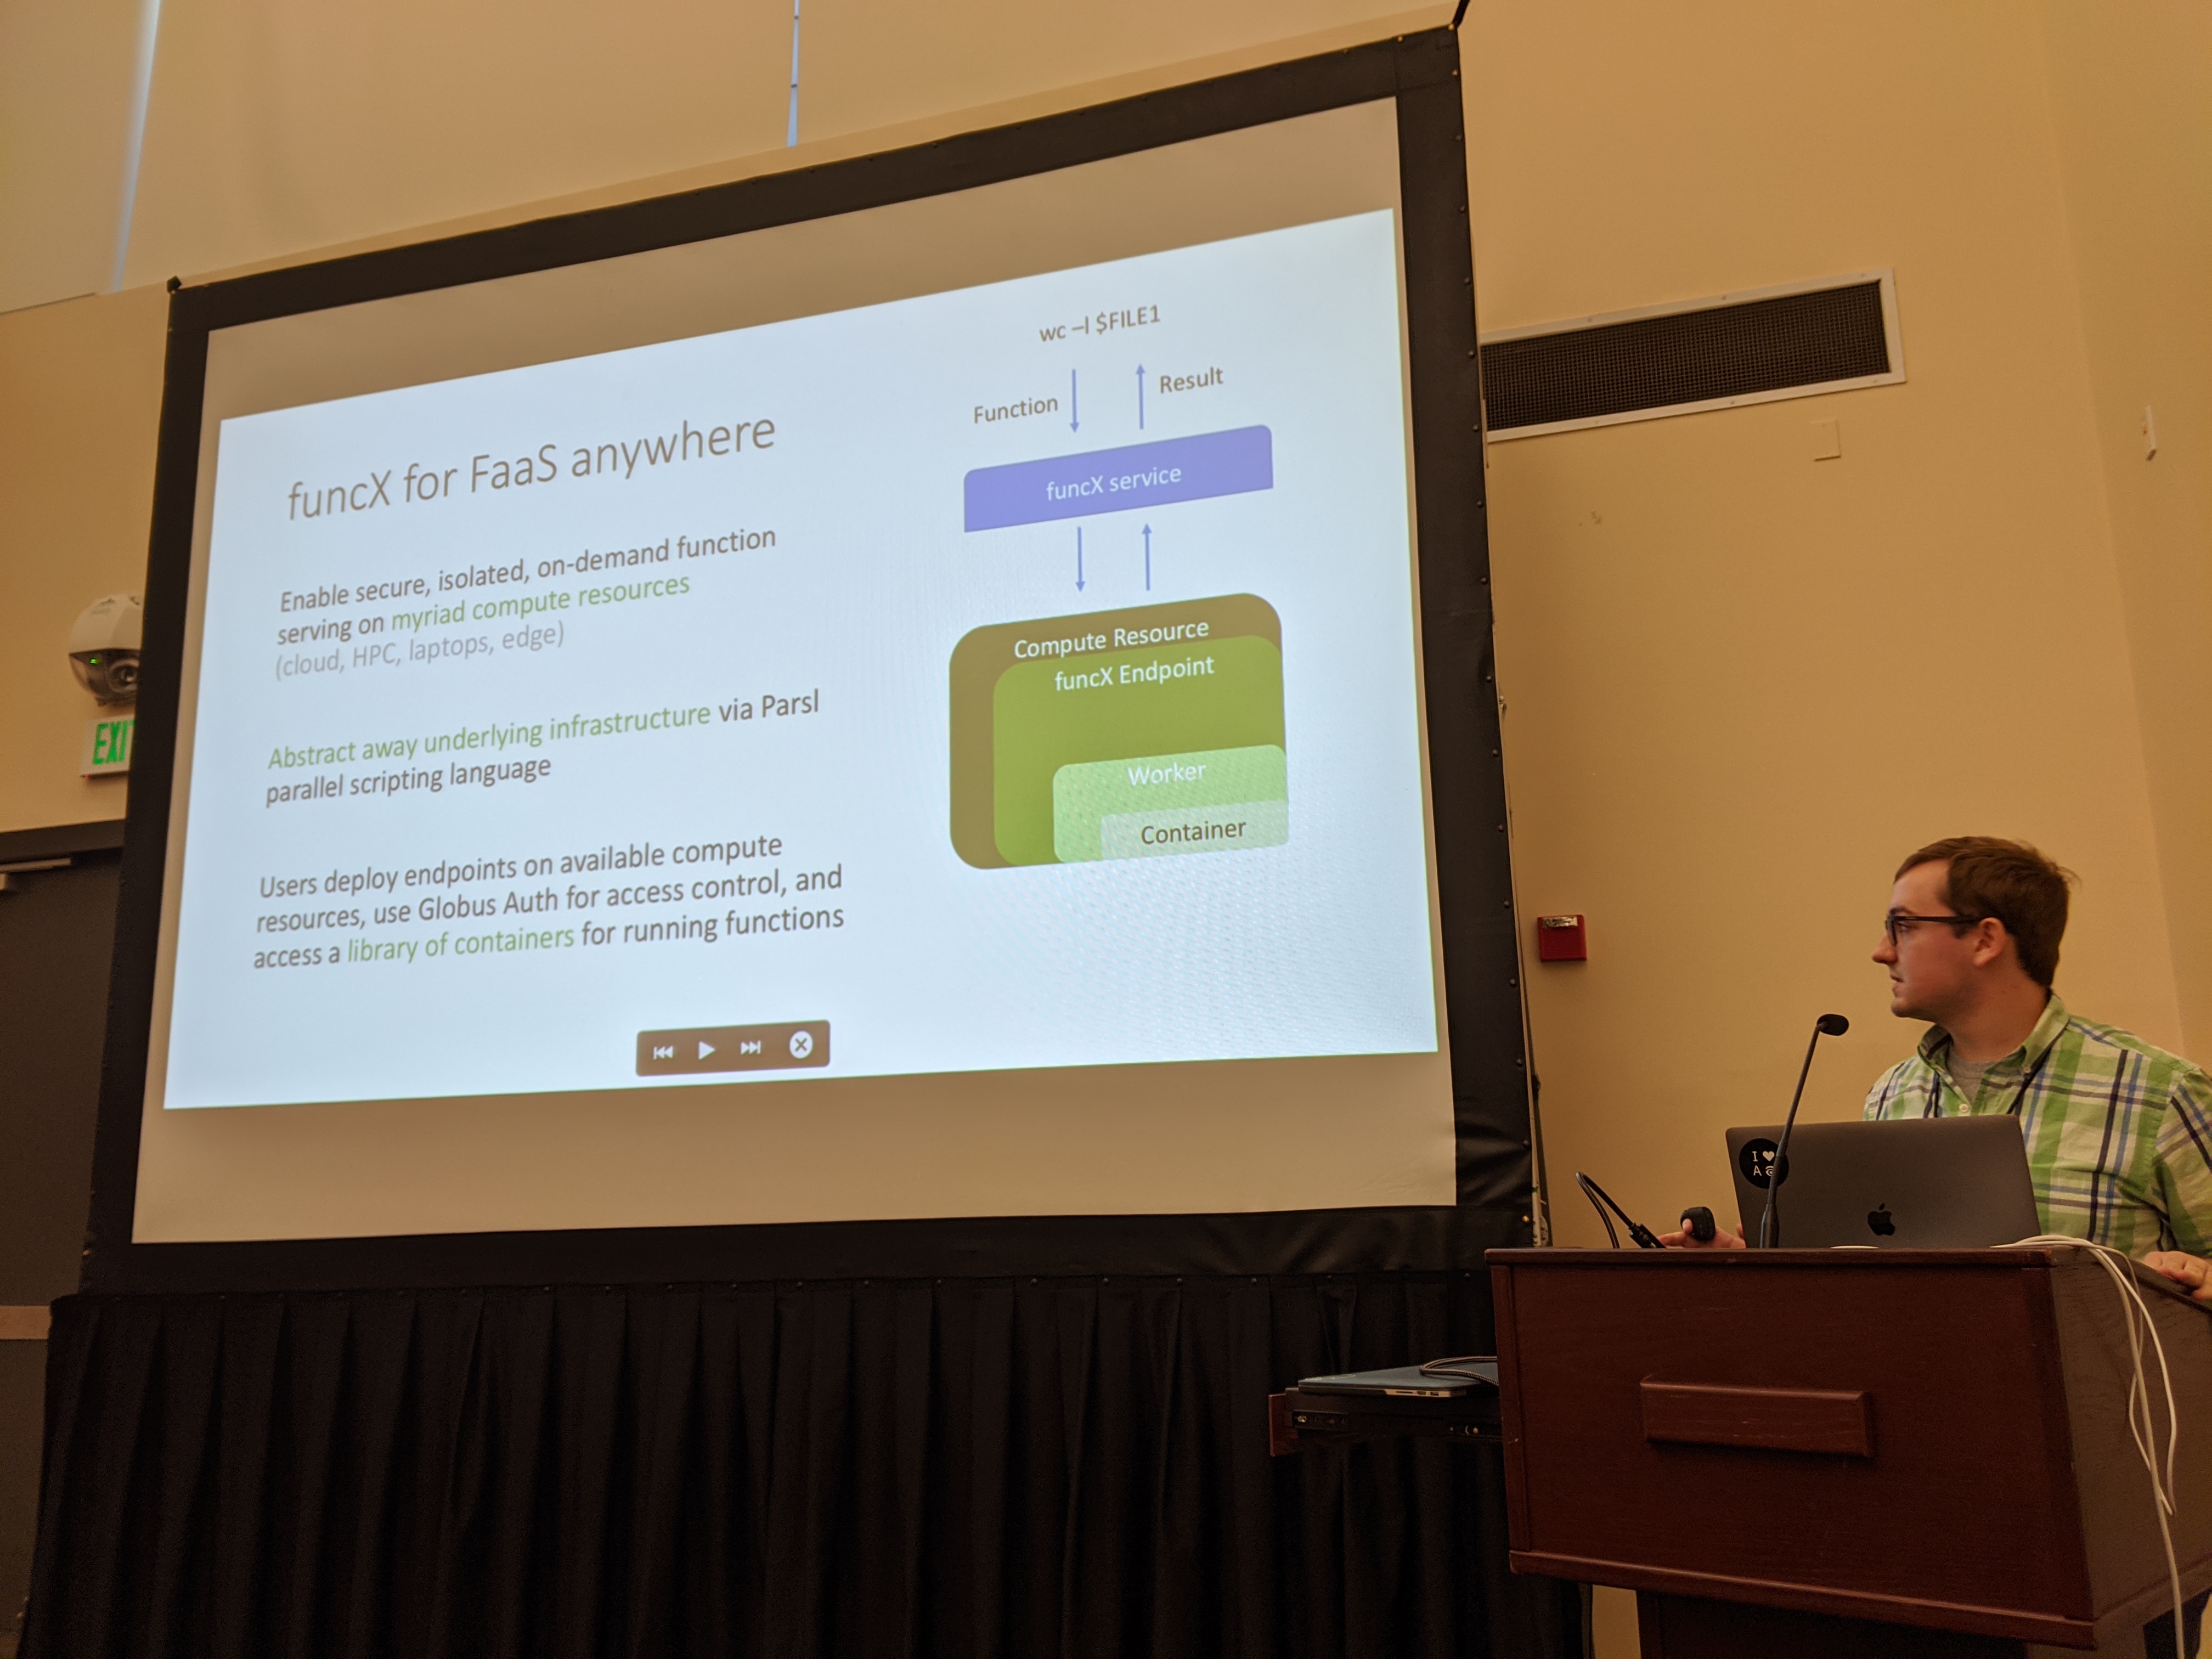 funcX for FaaS anywhere
Enable secure, isolated, on-demand function
serving on myriad compute resources
(cloud, HPC, laptops, edge)
Abstract away underlying infrastructure via Parsl
parallel scripting language
Users deploy endpoints on available compute
resources, use Globus Auth for access control, and
access a library of containers for running functions
wc –l $FILE1
Function
Result
funcX service
Compute Resource
funcX Endpoint
Worker
Container
EXI
I ♥
A